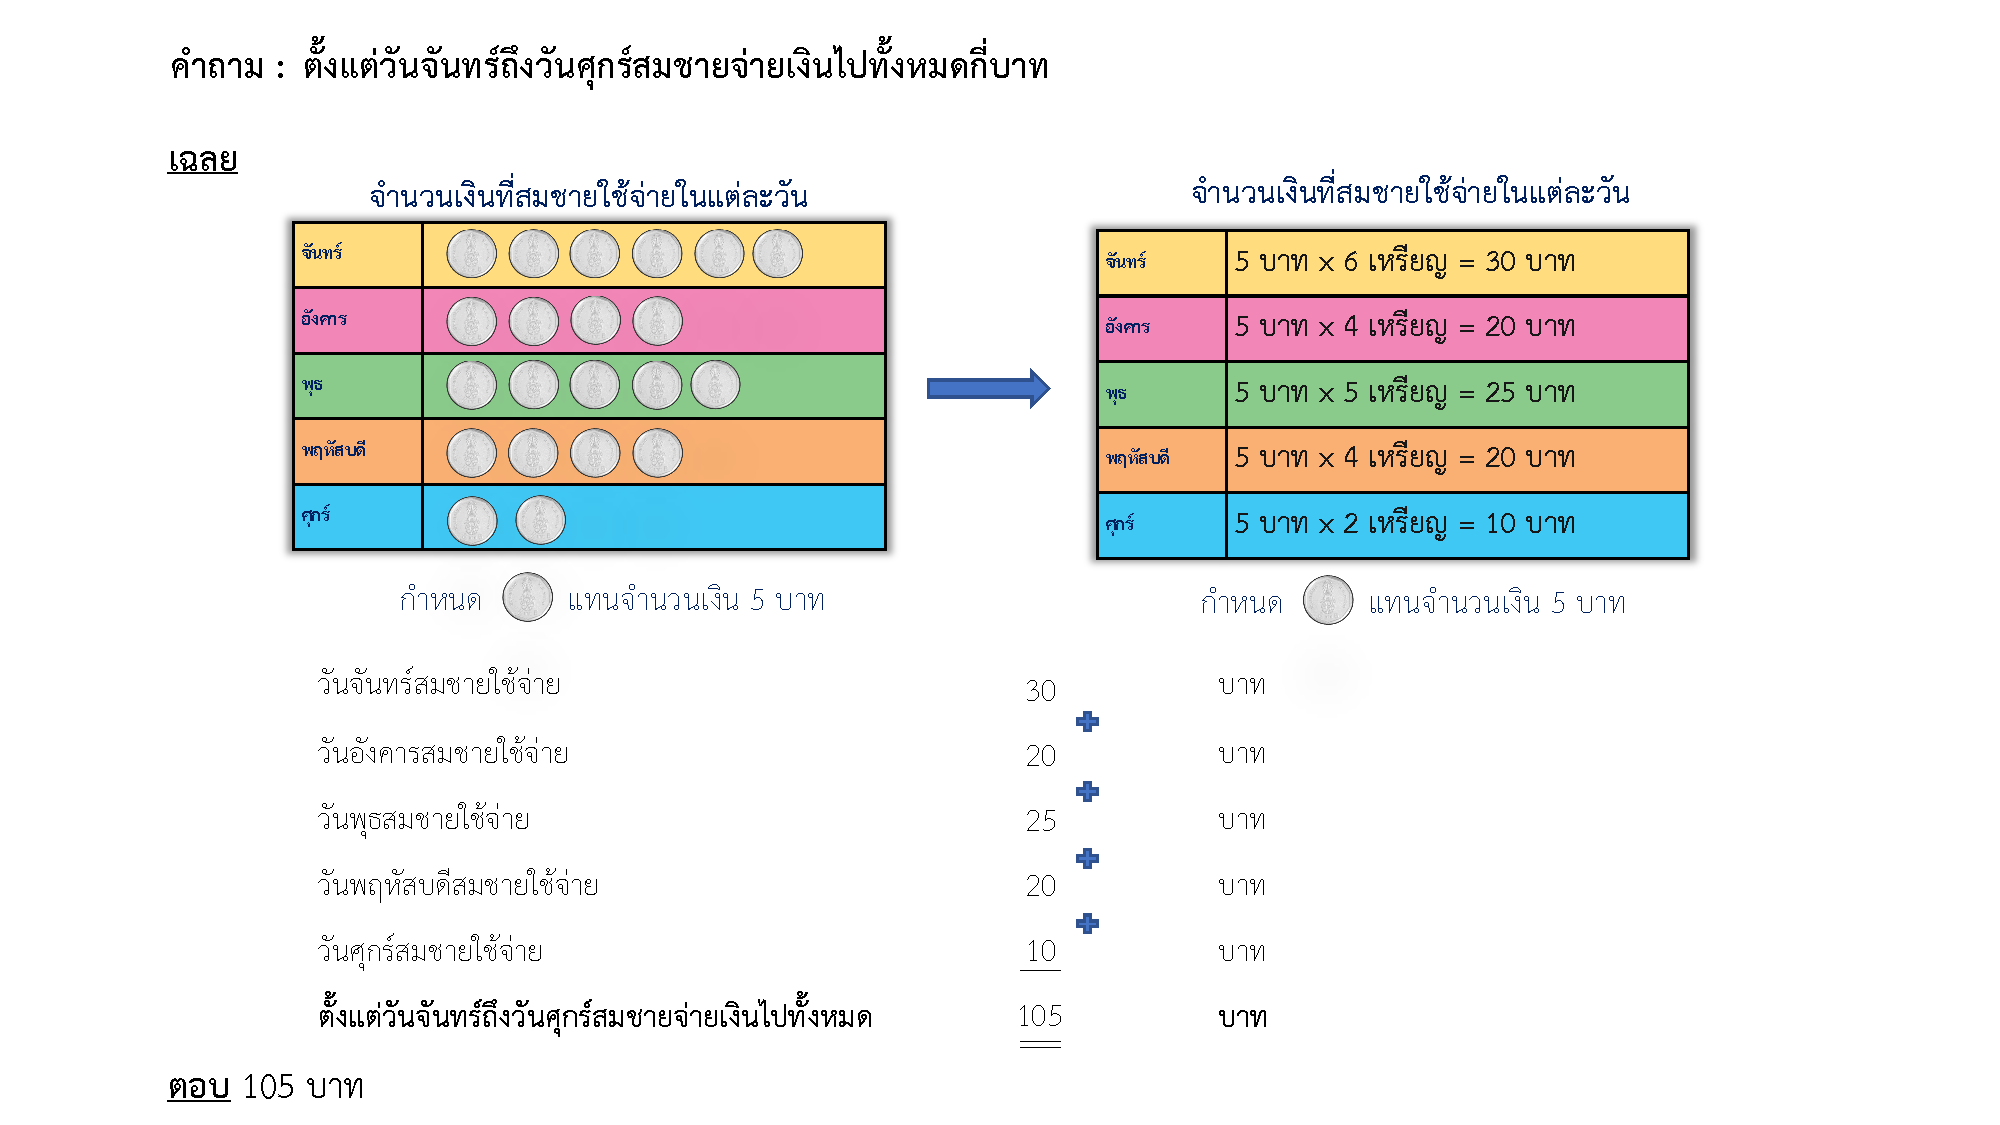 คำถาม : ตั้งแต่วันจันทร์ถึงวันศุกร์สมชายจ่ายเงินไปทั้งหมดกี่บาท
เฉลย
จำนวนเงินที่สมชายใช้จ่ายในแต่ละวัน
จันทร์
อังคาร
พุธ
พฤหัสบดี
ศุกร์
กำหนด แทนจำนวนเงิน 5 บาท
จำนวนเงินที่สมชายใช้จ่ายในแต่ละวัน
จันทร์ 5 บาท x 6 เหรียญ = 30 บาท
อังคาร 5 บาท x 4 เหรียญ = 20 บาท
พุธ 5 บาท x 5 เหรียญ = 25 บาท
พฤหัสบดี 5 บาท x 4 เหรียญ = 20 บาท
ศุกร์ 5 บาท x 2 เหรียญ = 10 บาท
กำหนด แทนจำนวนเงิน 5 บาท
วันจันทร์สมชายใช้จ่าย 30 บาท
วันอังคารสมชายใช้จ่าย 20 บาท
วันพุธสมชายใช้จ่าย 25 บาท
วันพฤหัสบดีสมชายใช้จ่าย 20 บาท
วันศุกร์สมชายใช้จ่าย 10 บาท
ตั้งแต่วันจันทร์ถึงวันศุกร์สมชายจ่ายเงินไปทั้งหมด 105 บาท
ตอบ 105 บาท